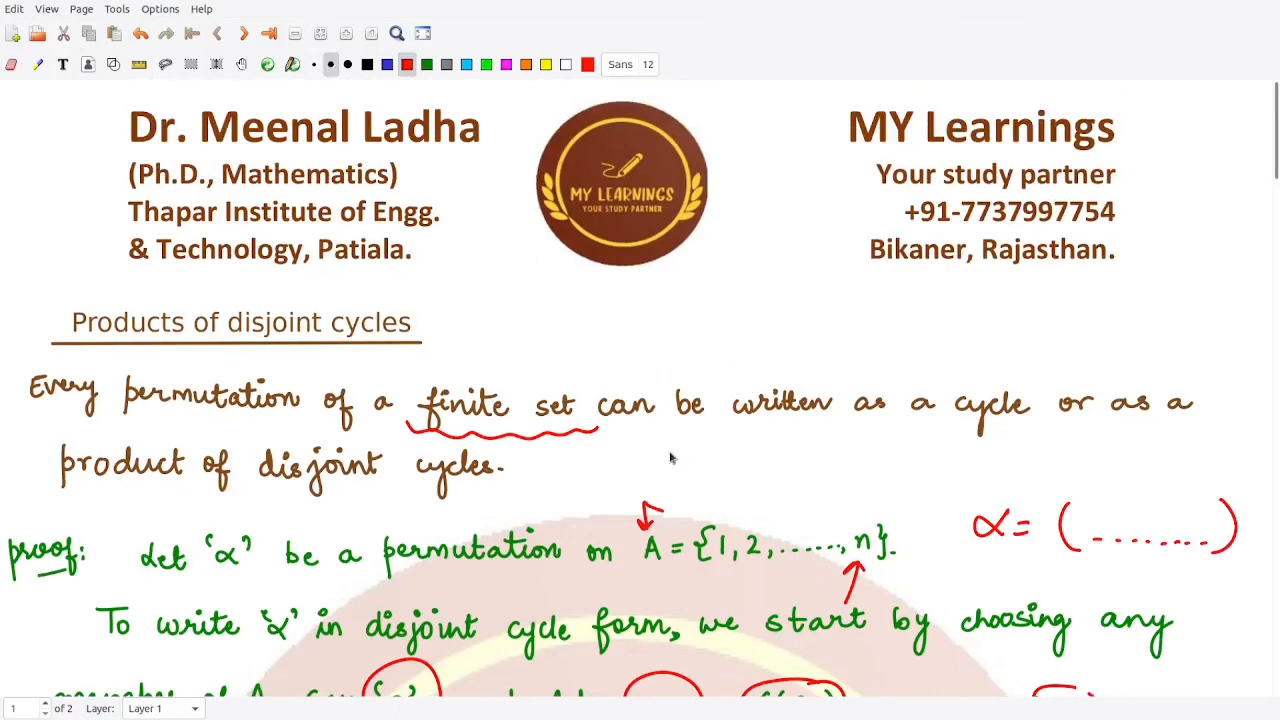 Edit View Page Tools Options Help
Sans 12
Dr. Meenal Ladha
(Ph.D., Mathematics)
Thapar Institute of Engg.
& Technology, Patiala.
MY LEARNINGS
YOUR STUDY PARTNER
MY Learnings
Your study partner
+91-7737997754
Bikaner, Rajasthan.
Products of disjoint cycles
Every permutation of a finite set can be written as a cycle or as a
product of disjoint cycles.
α = (........)
proof: Let 'α' be a permutation on A = {1, 2, ......, n}.
To write 'α' in disjoint cycle form, we start by choosing any
1 of 2 Layer: Layer 1